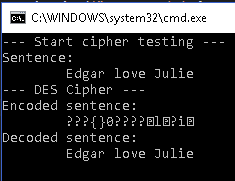 C:\WINDOWS\system32\cmd.exe
--- Start cipher testing ---
Sentence:
Edgar love Julie
--- DES Cipher ---
Encoded sentence:
???{}0????⍰l⍰?i⍰
Decoded sentence:
Edgar love Julie